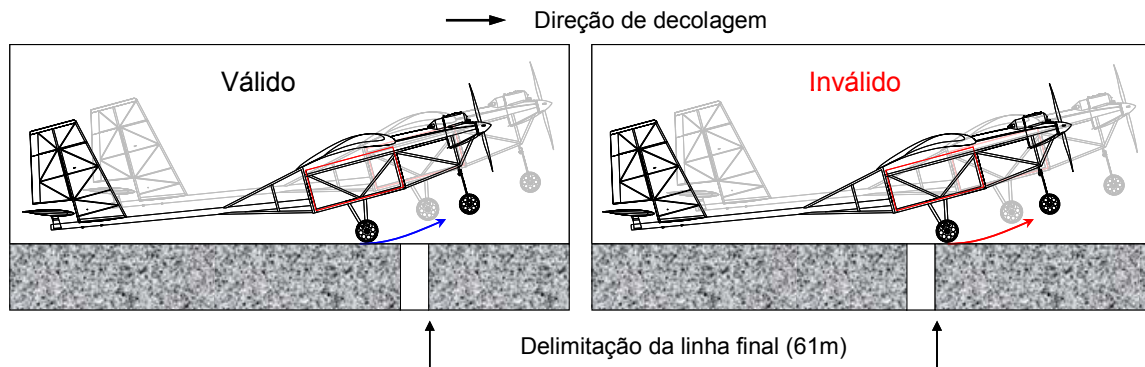 Direção de decolagem
Válido
Inválido
Delimitação da linha final (61m)